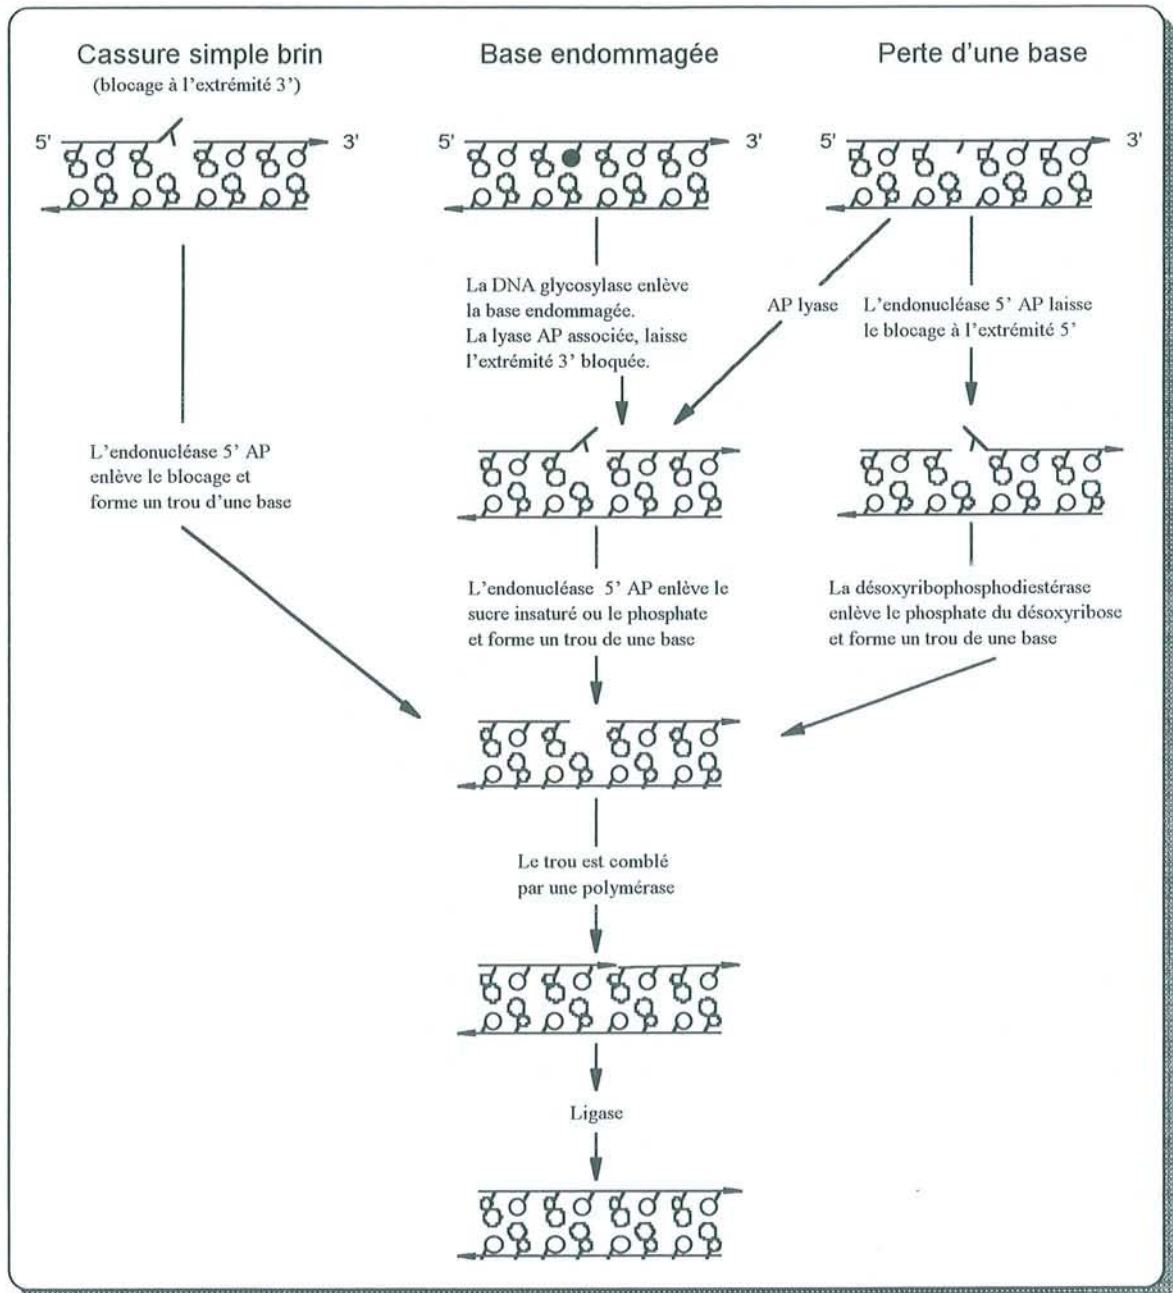 Cassure simple brin
(blocage à l'extrémité 3')
Base endommagée
Perte d'une base
5'
3'
5'
3'
5'
3'
La DNA glycosylase enlève
la base endommagée.
La lyase AP associée, laisse
l'extrémité 3' bloquée.
AP lyase
L'endonucléase 5' AP laisse
le blocage à l'extrémité 5'
L'endonucléase 5' AP
enlève le blocage et
forme un trou d'une base
L'endonucléase 5' AP enlève le
sucre insaturé ou le phosphate
et forme un trou de une base
La désoxyribophosphodiestérase
enlève le phosphate du désoxyribose
et forme un trou de une base
Le trou est comblé
par une polymérase
Ligase